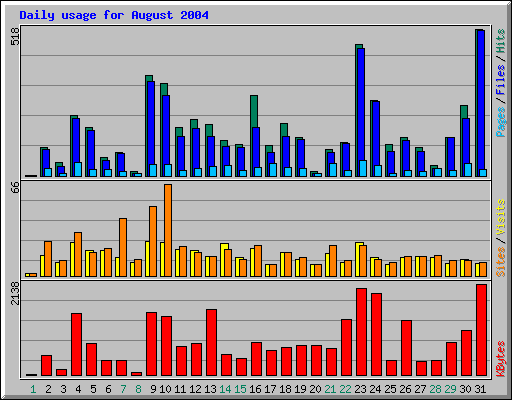 Daily usage for August 2004
518
Pages / Files / Hits
66
Sites / Visits
2138
KBytes
1 2 3 4 5 6 7 8 9 10 11 12 13 14 15 16 17 18 19 20 21 22 23 24 25 26 27 28 29 30 31